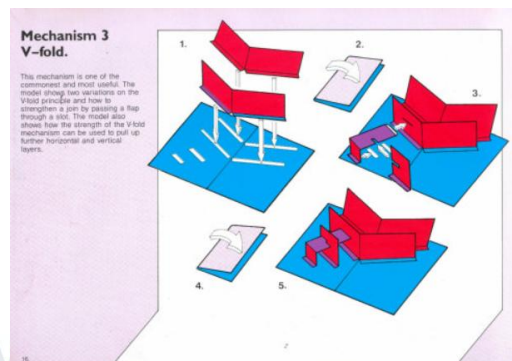 Mechanism 3
V-fold.
This mechanism is one of the
commonest and most useful. The
model shows two variations on the
V-fold principle and how to
strengthen a join by passing a flap
through a slot. The model also
shows how the strength of the V-fold
mechanism can be used to pull up
further horizontal and vertical
layers.
1.
2.
3.
4.
5.